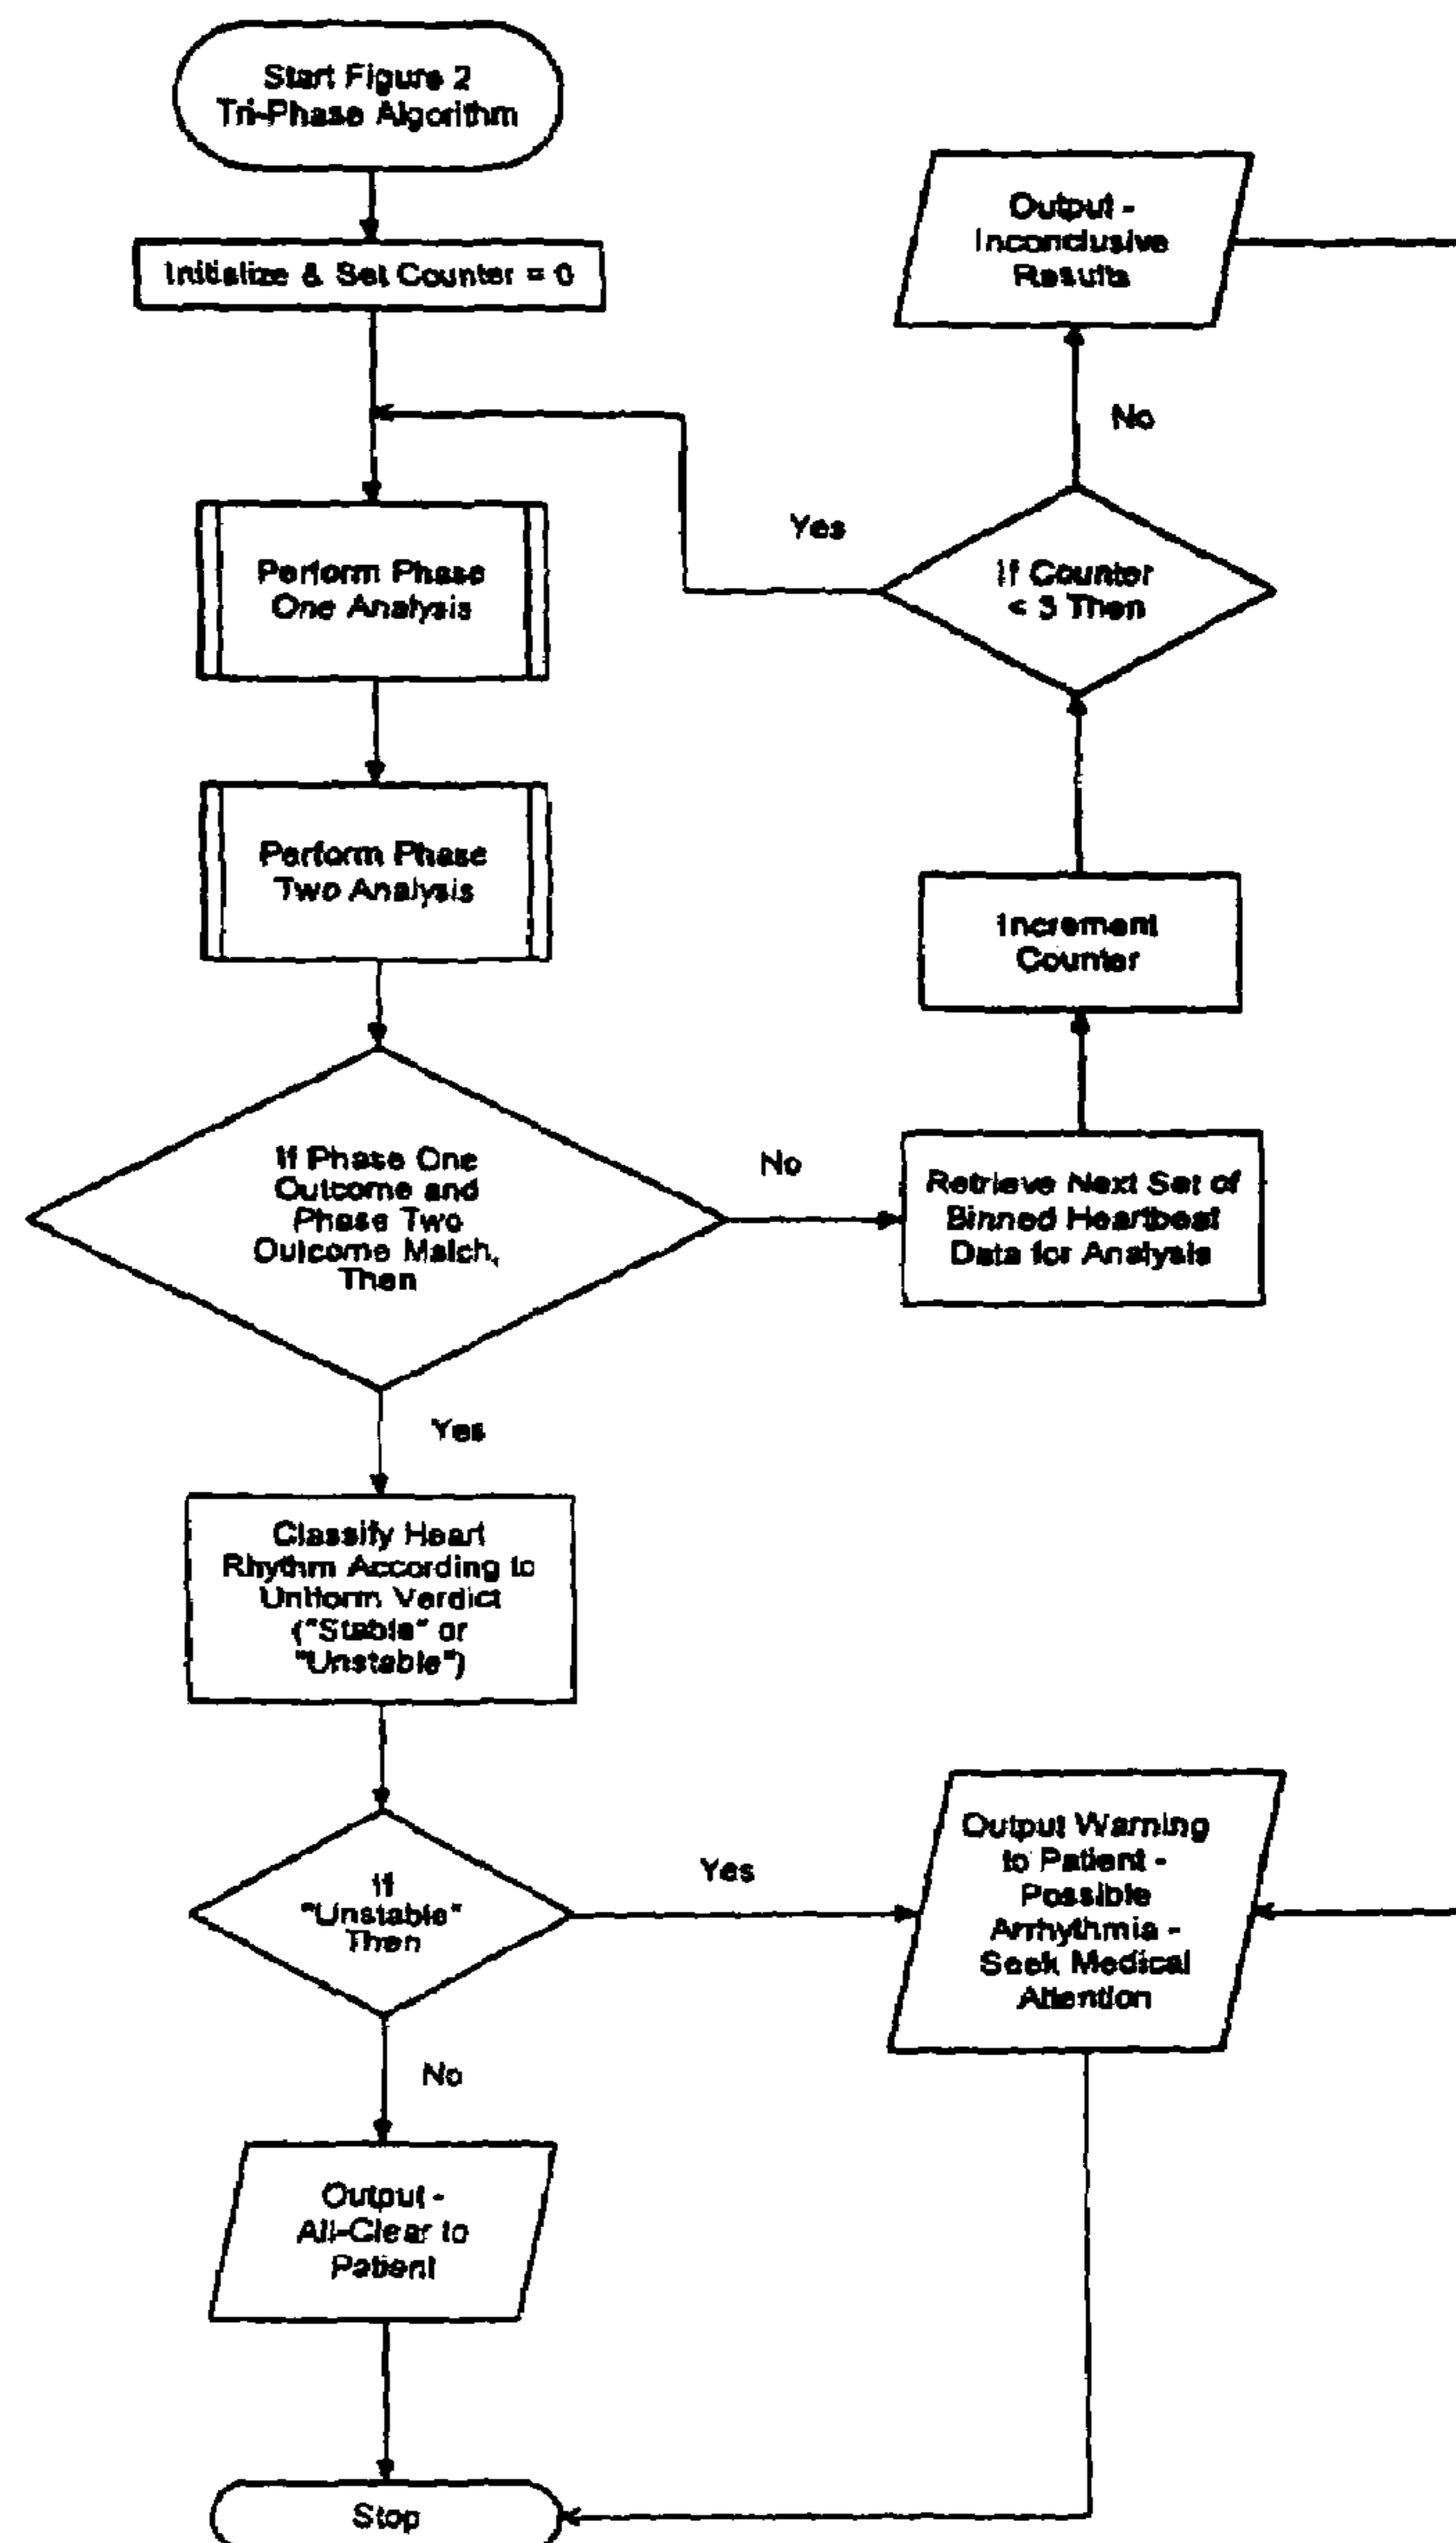 Start Figure 2
Tri-Phase Algorithm
Initialize & Set Counter = 0
Output -
Inconclusive
Results
No
Yes
If Counter
< 3 Then
Perform Phase
One Analysis
Perform Phase
Two Analysis
Increment
Counter
If Phase One
Outcome and
Phase Two
Outcome Match,
Then
No
Retrieve Next Set of
Binned Heartbeat
Data for Analysis
Yes
Classify Heart
Rhythm According to
Uniform Verdict
("Stable" or
"Unstable")
If
"Unstable"
Then
Yes
Output Warning
to Patient -
Possible
Arrhythmia -
Seek Medical
Attention
No
Output -
All-Clear to
Patient
Stop